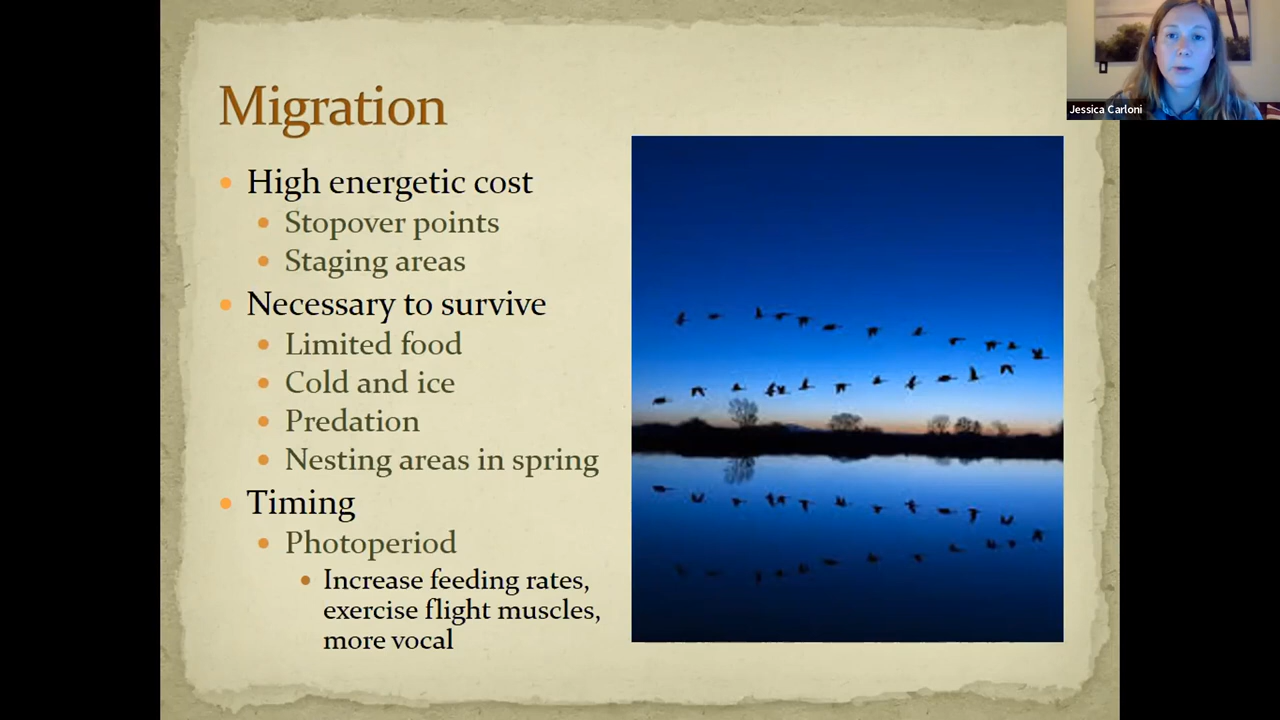 Migration
High energetic cost
Stopover points
Staging areas
Necessary to survive
Limited food
Cold and ice
Predation
Nesting areas in spring
Timing
Photoperiod
Increase feeding rates,
exercise flight muscles,
more vocal
Jessica Carloni